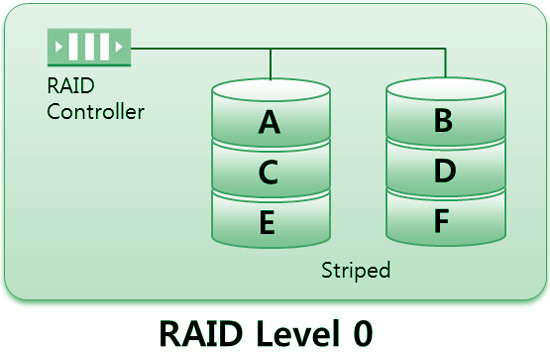 RAID
Controller
A
B
C
D
E
F
Striped
RAID Level 0